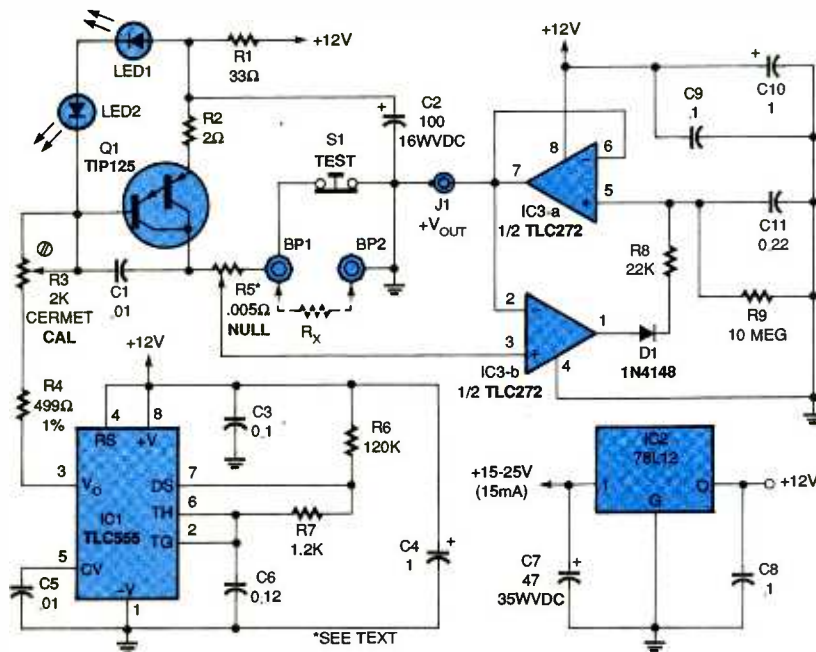 LED1
R1
33Ω
+12V
LED2
R2
2Ω
Q1
TIP125
+
C2
100
16WVDC
S1
TEST
J1
+VOUT
+12V
C9
.1
+
C10
1
8
7
6
5
−
+
IC3-a
1/2 TLC272
C11
0.22
R8
22K
R9
10 MEG
R3
2K
CERMET
CAL
C1
.01
R5*
.005Ω
NULL
BP1
BP2
RX
2
3
−
+
1
4
IC3-b
1/2 TLC272
D1
1N4148
+12V
R4
499Ω
1%
4
8
RS
+V
3
VO
IC1
TLC555
DS
TH
TG
CV
−V
7
6
2
5
1
C3
0.1
R6
120K
R7
1.2K
C4
1
+
C5
.01
C6
0.12
*SEE TEXT
IC2
78L12
1
G
O
+15-25V
(15mA)
+12V
C7
47
35WVDC
+
C8
.1